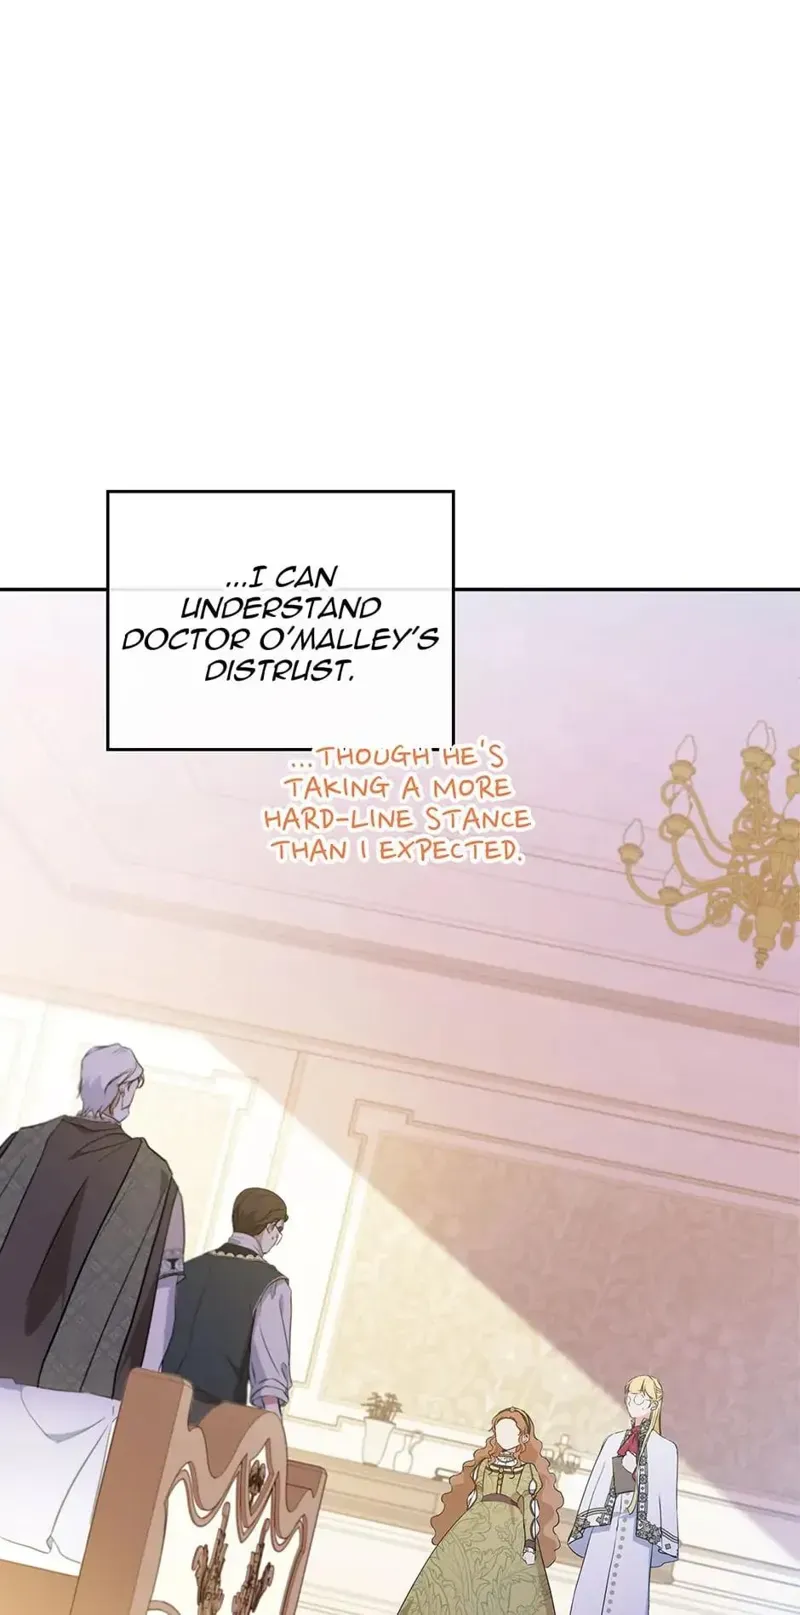 ...I CAN
UNDERSTAND
DOCTOR O'MALLEY'S
DISTRUST.
...THOUGH HE'S
TAKING A MORE
HARD-LINE STANCE
THAN I EXPECTED.